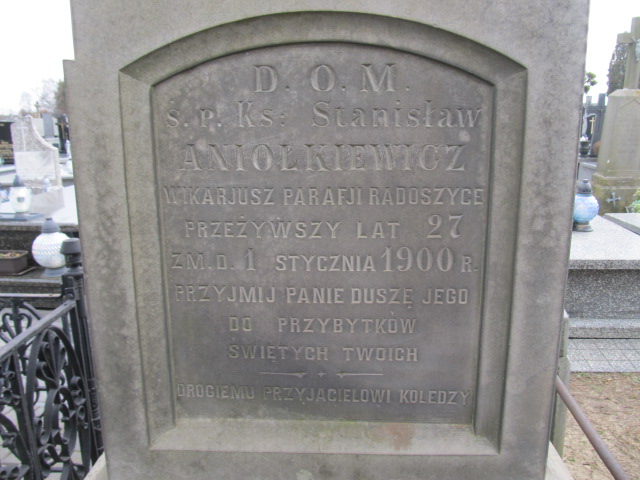 D. O. M.
Ś. P. Ks. Stanisław
ANIOŁKIEWICZ
WIKARJUSZ PARAFJI RADOSZYCE
PRZEŻYWSZY LAT 27
ZM. D. 1 STYCZNIA 1900 R.
PRZYJMIJ PANIE DUSZĘ JEGO
DO PRZYBYTKÓW
ŚWIĘTYCH TWOICH
DROGIEMU PRZYJACIELOWI KOLEDZY